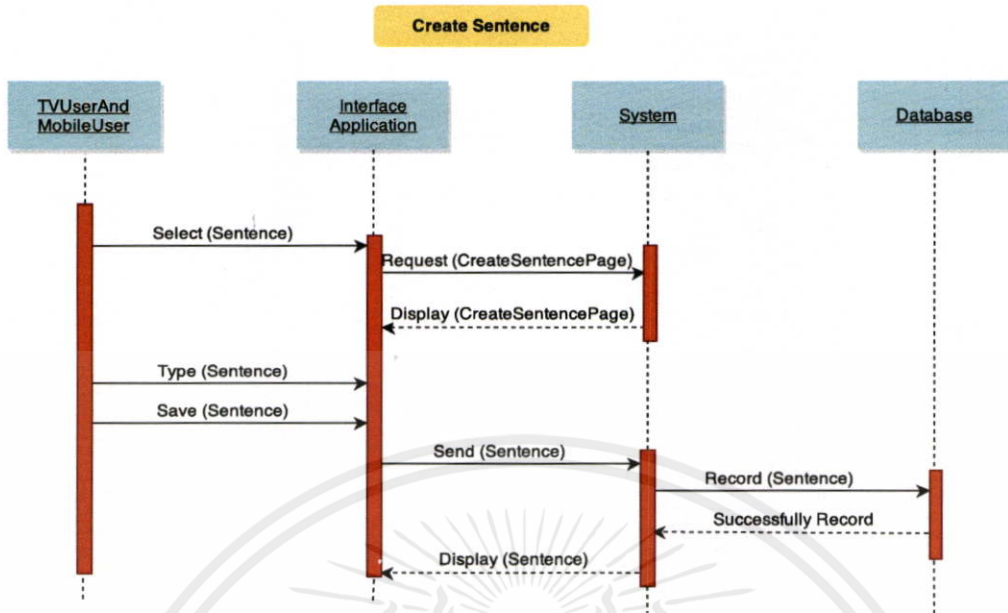 Create Sentence
TVUserAnd
MobileUser
Interface
Application
System
Database
Select (Sentence)
Request (CreateSentencePage)
Display (CreateSentencePage)
Type (Sentence)
Save (Sentence)
Send (Sentence)
Record (Sentence)
Successfully Record
Display (Sentence)